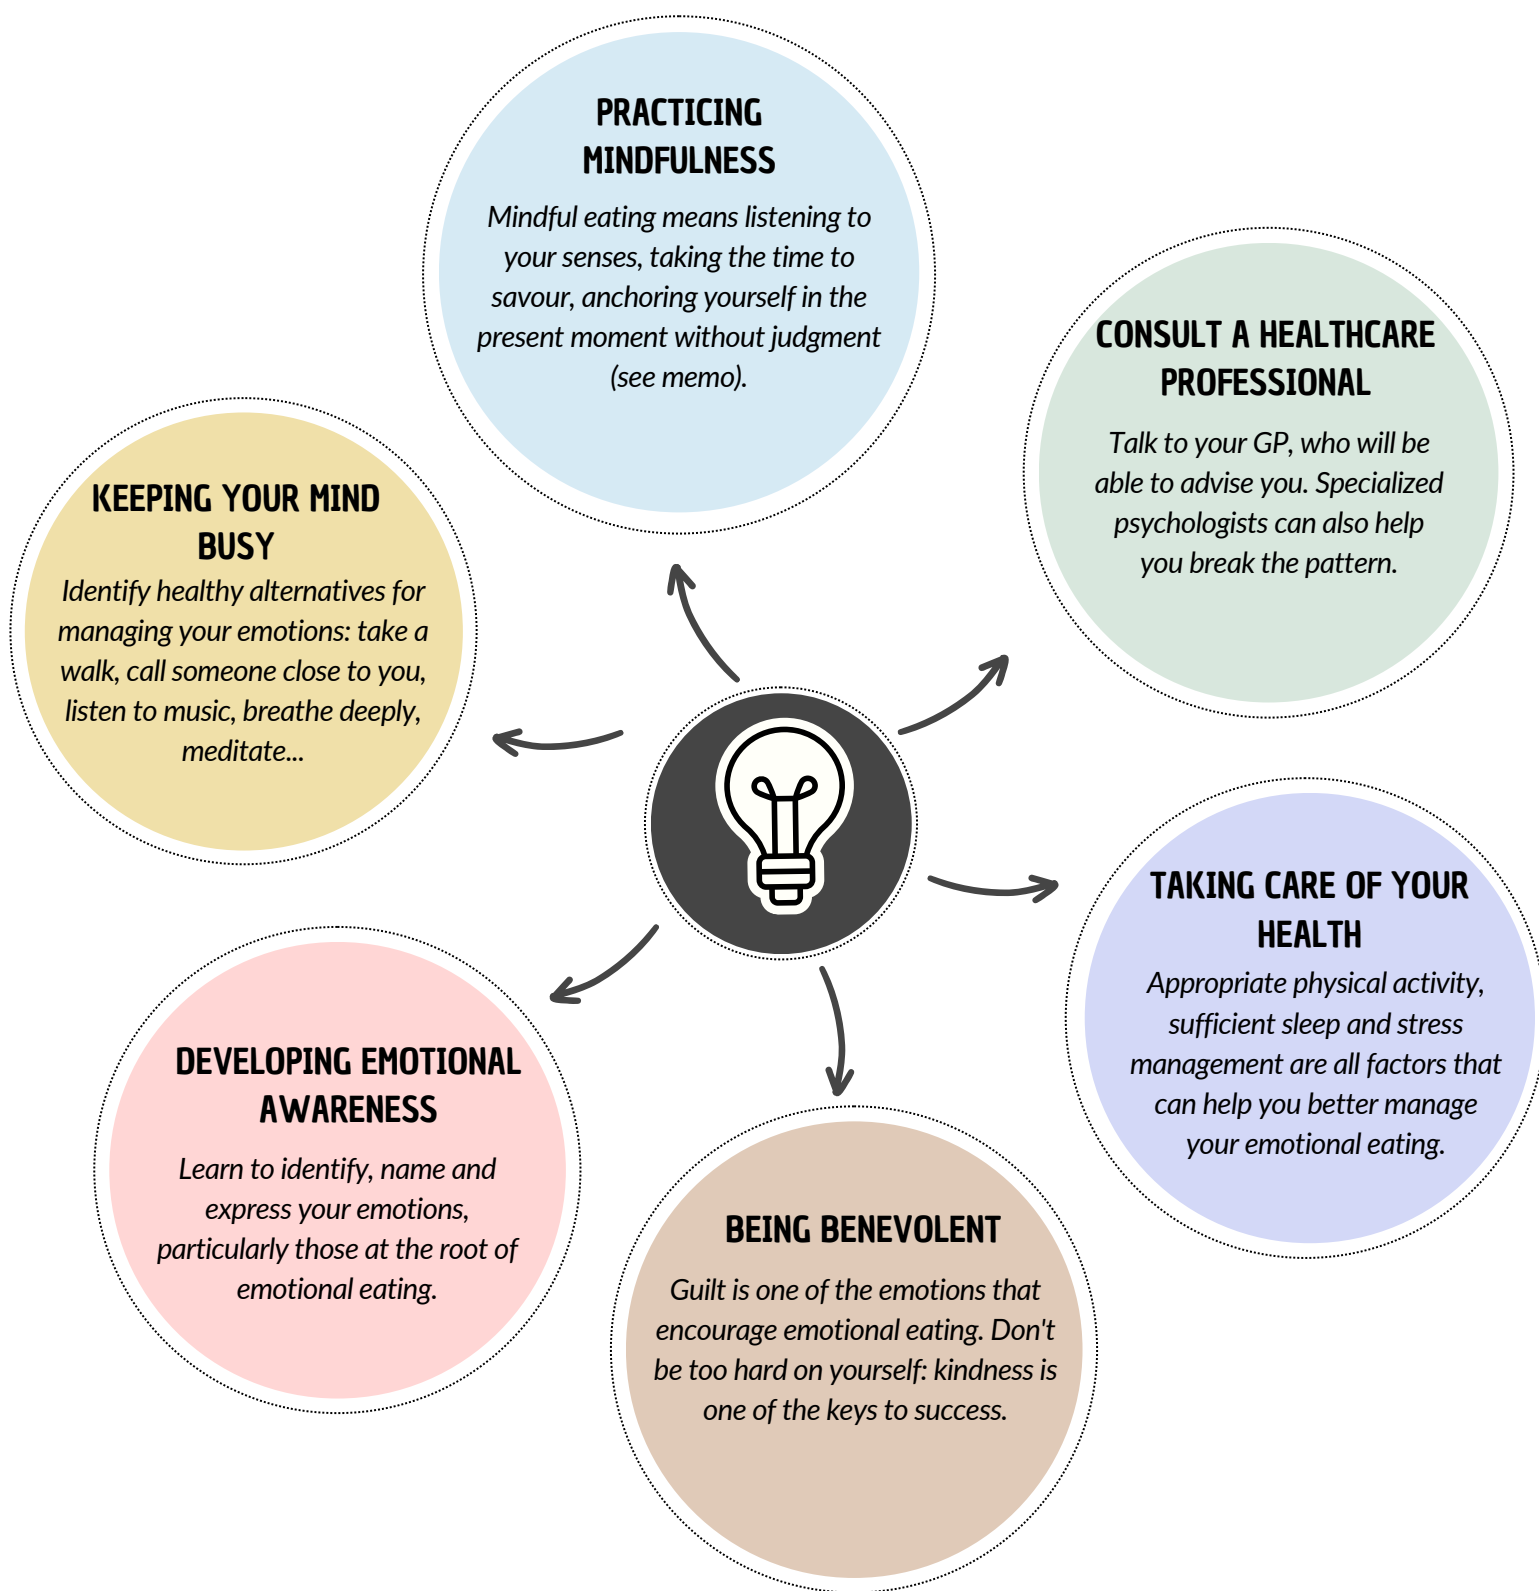 PRACTICING
MINDFULNESS
Mindful eating means listening to
your senses, taking the time to
savour, anchoring yourself in the
present moment without judgment
(see memo).
CONSULT A HEALTHCARE
PROFESSIONAL
Talk to your GP, who will be
able to advise you. Specialized
psychologists can also help
you break the pattern.
KEEPING YOUR MIND
BUSY
Identify healthy alternatives for
managing your emotions: take a
walk, call someone close to you,
listen to music, breathe deeply,
meditate...
TAKING CARE OF YOUR
HEALTH
Appropriate physical activity,
sufficient sleep and stress
management are all factors that
can help you better manage
your emotional eating.
DEVELOPING EMOTIONAL
AWARENESS
Learn to identify, name and
express your emotions,
particularly those at the root of
emotional eating.
BEING BENEVOLENT
Guilt is one of the emotions that
encourage emotional eating. Don't
be too hard on yourself: kindness is
one of the keys to success.